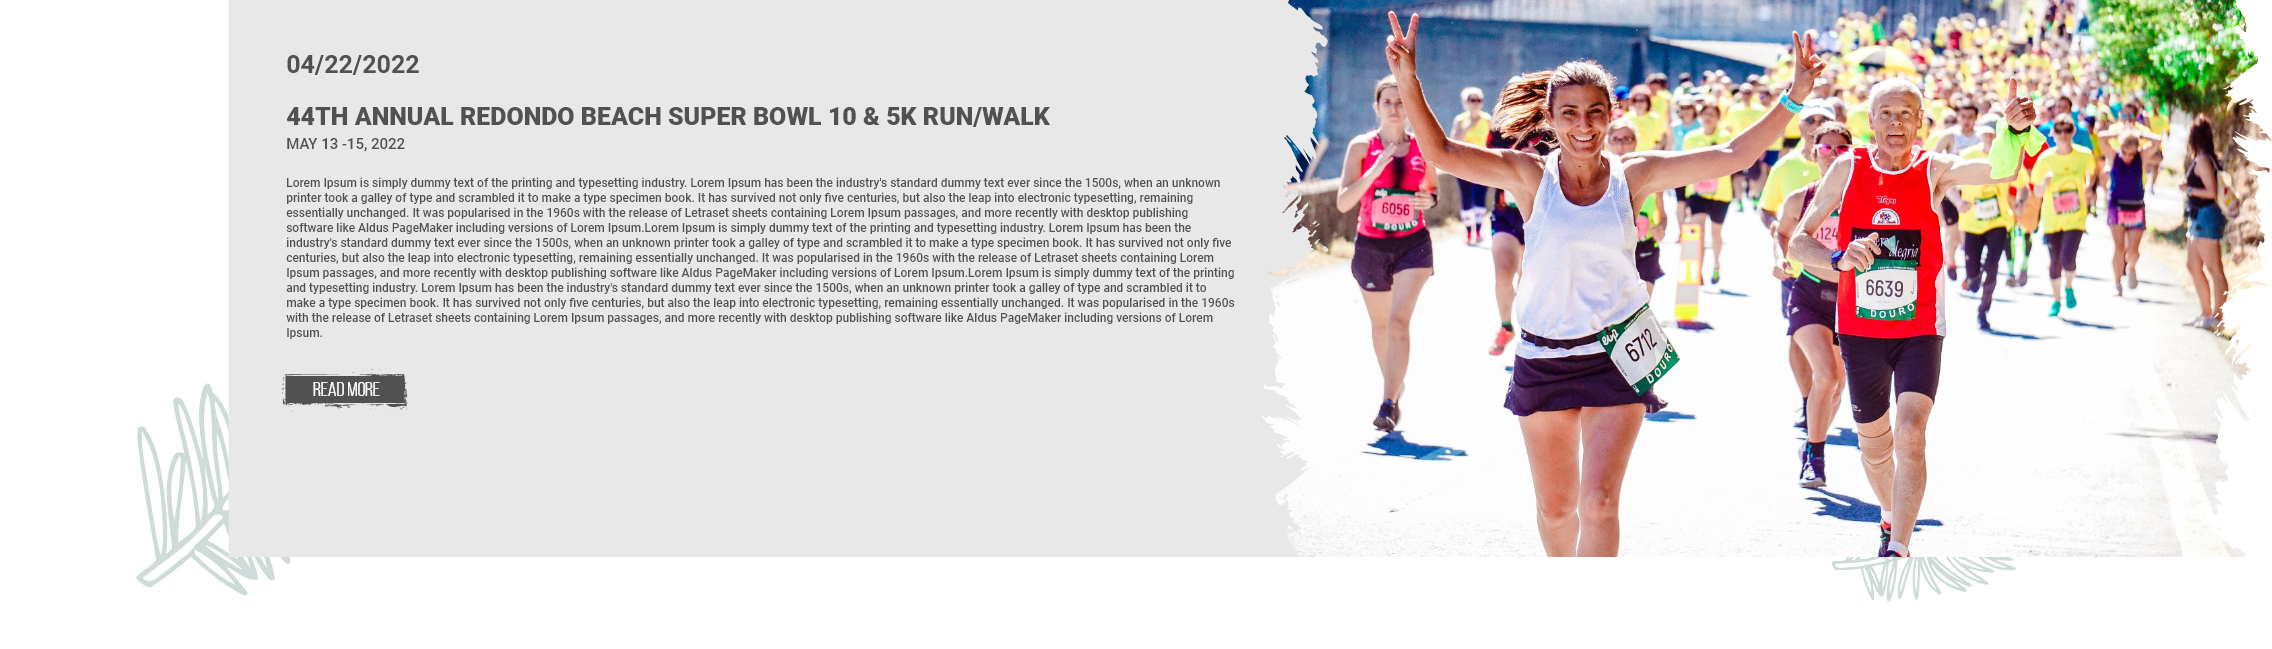 04/22/2022
44TH ANNUAL REDONDO BEACH SUPER BOWL 10 & 5K RUN/WALK
MAY 13 -15, 2022
Lorem Ipsum is simply dummy text of the printing and typesetting industry. Lorem Ipsum has been the industry's standard dummy text ever since the 1500s, when an unknown
printer took a galley of type and scrambled it to make a type specimen book. It has survived not only five centuries, but also the leap into electronic typesetting, remaining
essentially unchanged. It was popularised in the 1960s with the release of Letraset sheets containing Lorem Ipsum passages, and more recently with desktop publishing
software like Aldus PageMaker including versions of Lorem Ipsum.Lorem Ipsum is simply dummy text of the printing and typesetting industry. Lorem Ipsum has been the
industry's standard dummy text ever since the 1500s, when an unknown printer took a galley of type and scrambled it to make a type specimen book. It has survived not only five
centuries, but also the leap into electronic typesetting, remaining essentially unchanged. It was popularised in the 1960s with the release of Letraset sheets containing Lorem
Ipsum passages, and more recently with desktop publishing software like Aldus PageMaker including versions of Lorem Ipsum.Lorem Ipsum is simply dummy text of the printing
and typesetting industry. Lorem Ipsum has been the industry's standard dummy text ever since the 1500s, when an unknown printer took a galley of type and scrambled it to
make a type specimen book. It has survived not only five centuries, but also the leap into electronic typesetting, remaining essentially unchanged. It was popularised in the 1960s
with the release of Letraset sheets containing Lorem Ipsum passages, and more recently with desktop publishing software like Aldus PageMaker including versions of Lorem
Ipsum.
READ MORE
6056
DOURO
evp
6712
DOURO
alegria
6639
DOURO